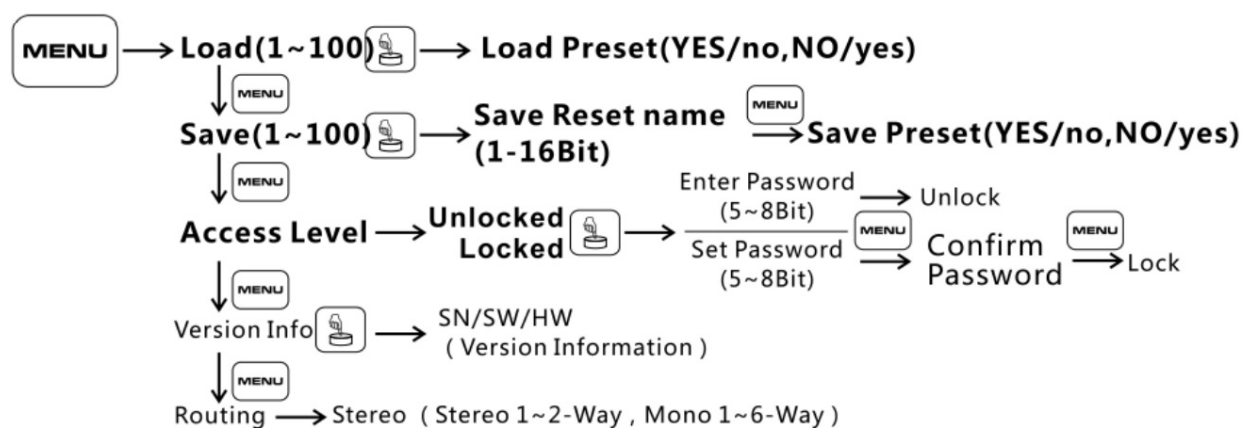 MENU Load(1~100) Load Preset(YES/no,NO/yes)
MENU
Save(1~100) Save Reset name MENU Save Preset(YES/no,NO/yes)
(1-16Bit)
MENU
Enter Password Unlock
(5~8Bit)
Access Level Unlocked
Locked
Set Password MENU Confirm MENU Lock
(5~8Bit) Password
MENU
Version Info SN/SW/HW
( Version Information )
MENU
Routing Stereo ( Stereo 1~2-Way , Mono 1~6-Way )